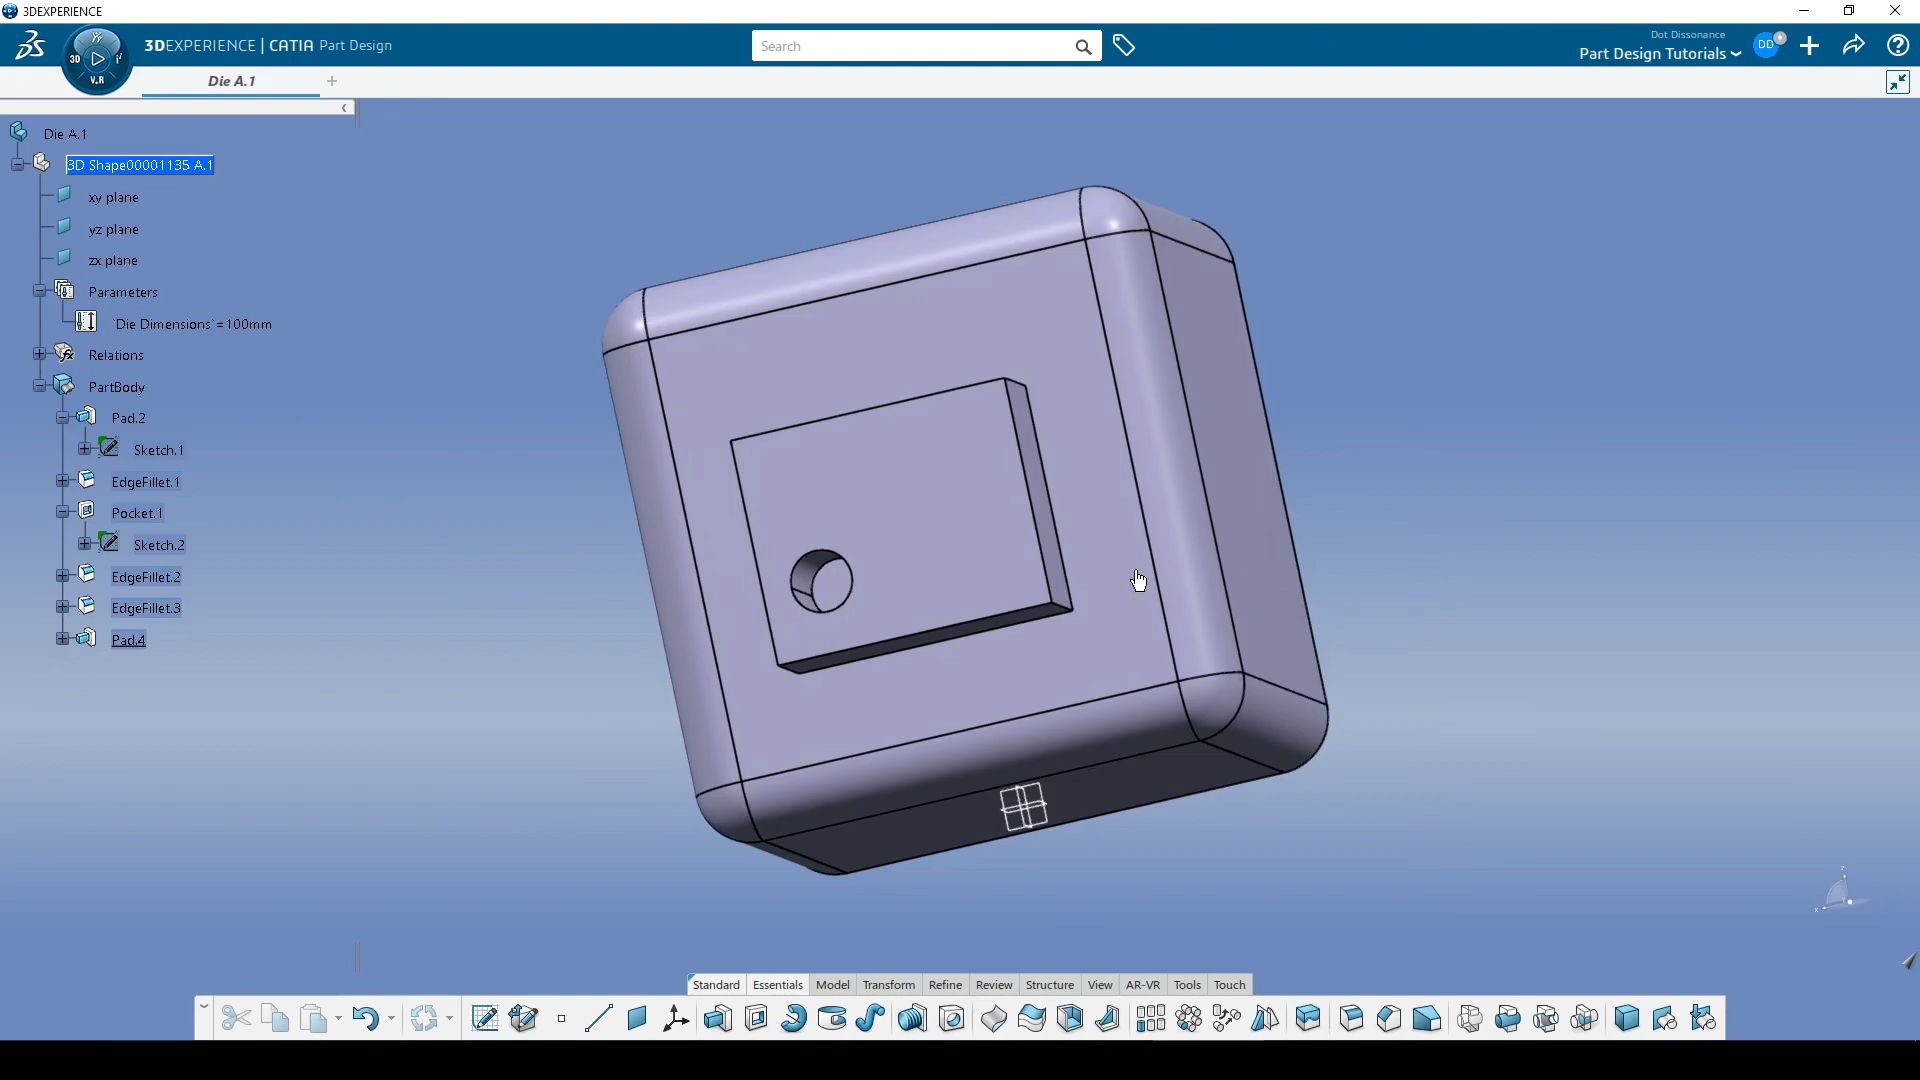 3DEXPERIENCE
3DEXPERIENCE | CATIA Part Design
Search
Dot Dissonance
Part Design Tutorials
DD
3D
V.R
Die A.1
+
Die A.1
3D Shape00001135 A.1
xy plane
yz plane
zx plane
Parameters
`Die Dimensions`=100mm
Relations
PartBody
Pad.2
Sketch.1
EdgeFillet.1
Pocket.1
Sketch.2
EdgeFillet.2
EdgeFillet.3
Pad.4
Standard Essentials Model Transform Refine Review Structure View AR-VR Tools Touch